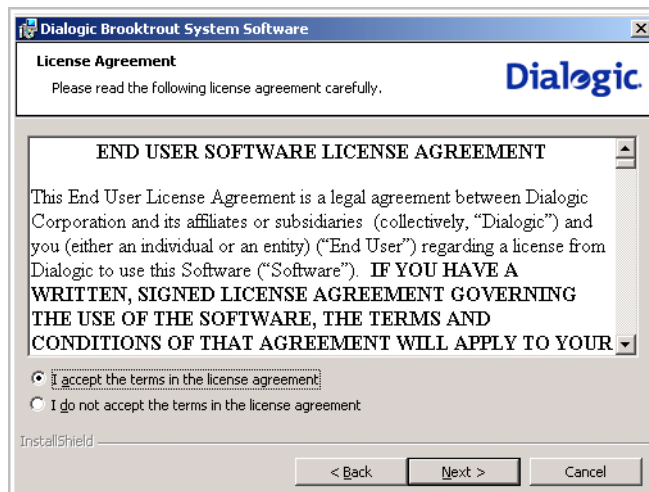 Dialogic Brooktrout System Software
License Agreement
Please read the following license agreement carefully.
Dialogic.
END USER SOFTWARE LICENSE AGREEMENT
This End User License Agreement is a legal agreement between Dialogic
Corporation and its affiliates or subsidiaries (collectively, “Dialogic”) and
you (either an individual or an entity) (“End User”) regarding a license from
Dialogic to use this Software (“Software”). IF YOU HAVE A
WRITTEN, SIGNED LICENSE AGREEMENT GOVERNING
THE USE OF THE SOFTWARE, THE TERMS AND
CONDITIONS OF THAT AGREEMENT WILL APPLY TO YOUR
I accept the terms in the license agreement
I do not accept the terms in the license agreement
InstallShield
< Back
Next >
Cancel